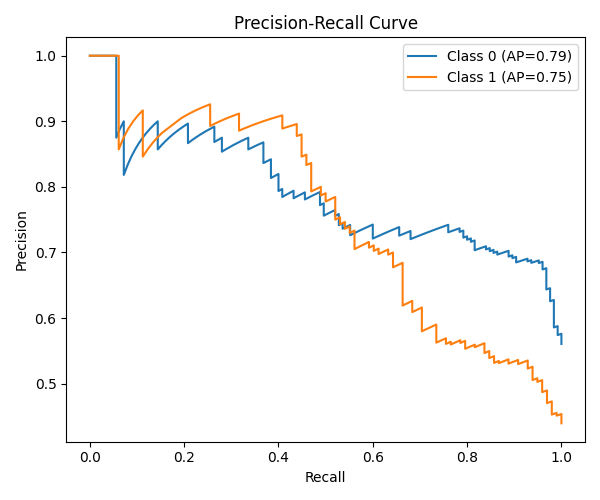 Precision-Recall Curve
Class 0 (AP=0.79)
Class 1 (AP=0.75)
Precision
1.0
0.9
0.8
0.7
0.6
0.5
0.0 0.2 0.4 0.6 0.8 1.0
Recall